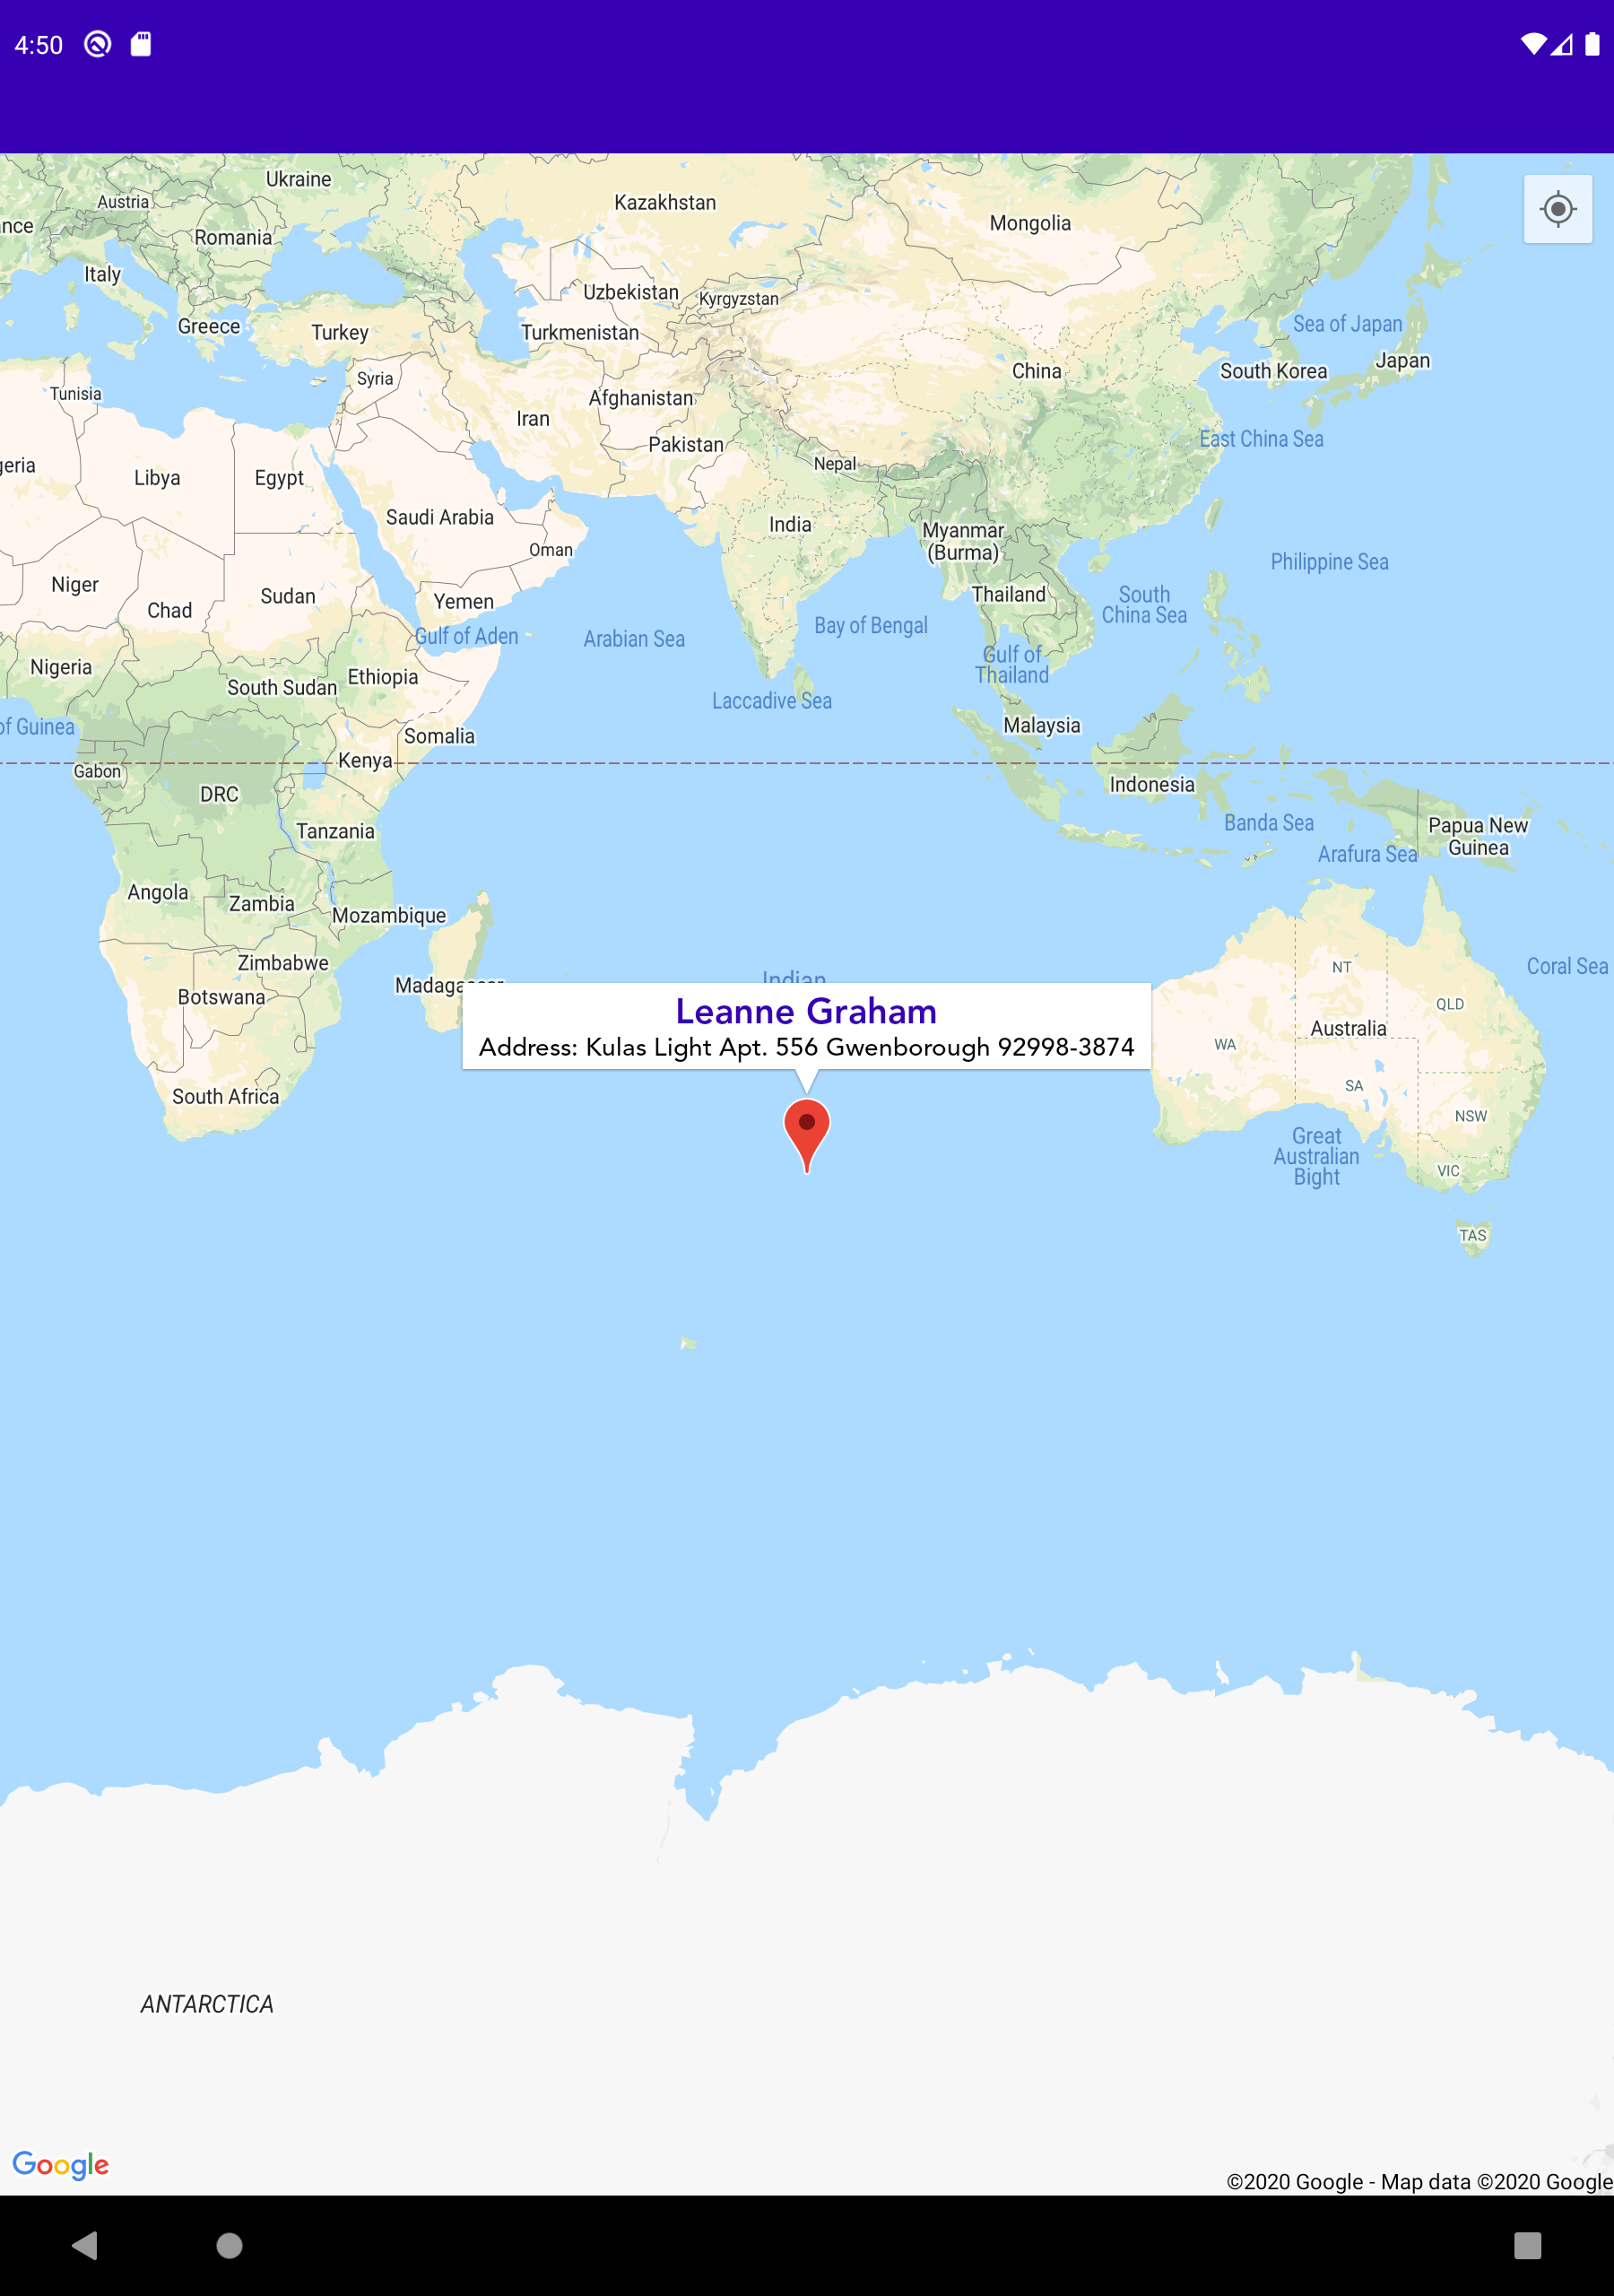 4:50
Ukraine
Austria
Kazakhstan
nce
Mongolia
Romania
Italy
Uzbekistan
Kyrgyzstan
Greece
Turkey
Turkmenistan
Sea of Japan
Japan
South Korea
China
Syria
Tunisia
Afghanistan
Iran
East China Sea
Pakistan
Nepal
geria
Libya
Egypt
Saudi Arabia
India
Myanmar
(Burma)
Oman
Philippine Sea
Niger
Sudan
Chad
Yemen
Thailand
South
China Sea
Gulf of Aden
Arabian Sea
Bay of Bengal
Nigeria
Gulf of
Thailand
Ethiopia
South Sudan
Laccadive Sea
of Guinea
Malaysia
Somalia
Kenya
Gabon
Indonesia
DRC
Banda Sea
Papua New
Guinea
Tanzania
Arafura Sea
Angola
Zambia
Mozambique
Zimbabwe
NT
Coral Sea
Indian
Madagascar
Botswana
QLD
Leanne Graham
Address: Kulas Light Apt. 556 Gwenborough 92998-3874
Australia
WA
SA
South Africa
NSW
Great
Australian
Bight
VIC
TAS
ANTARCTICA
Google
©2020 Google - Map data ©2020 Google